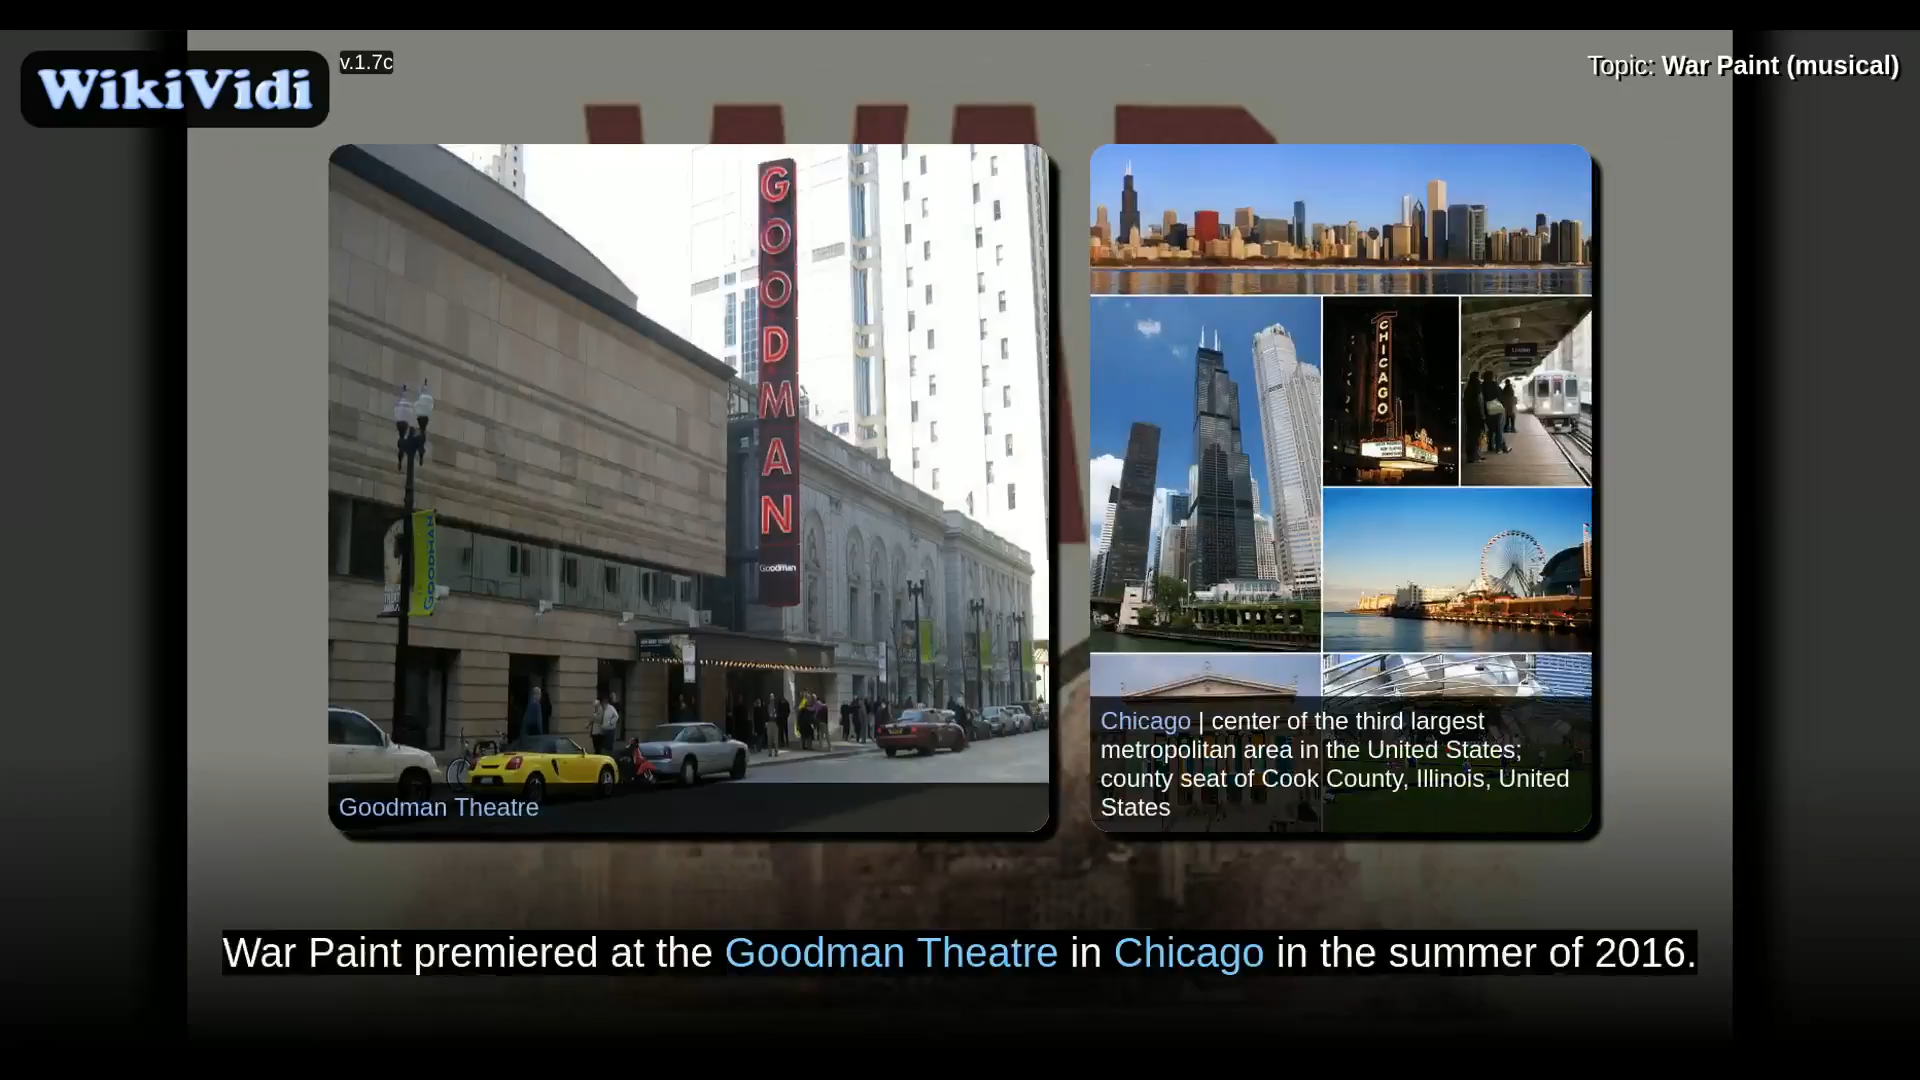 WikiVidi
v.1.7c
Topic: War Paint (musical)
GOODMAN
Goodman
GOODMAN
CHICAGO
Goodman Theatre
Chicago | center of the third largest
metropolitan area in the United States;
county seat of Cook County, Illinois, United
States
War Paint premiered at the Goodman Theatre in Chicago in the summer of 2016.